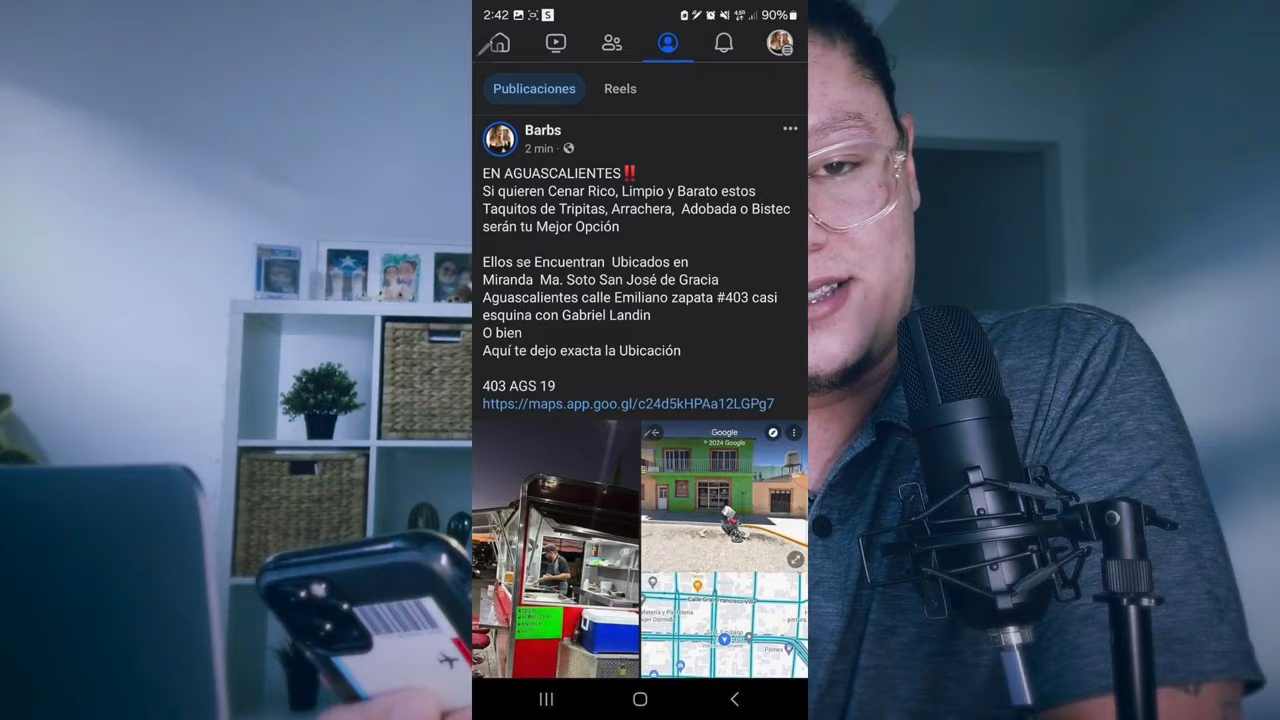 2:42
S
4.5G
90%
Publicaciones
Reels
Barbs
2 min ·
EN AGUASCALIENTES‼️
Si quieren Cenar Rico, Limpio y Barato estos
Taquitos de Tripitas, Arrachera, Adobada o Bistec
serán tu Mejor Opción
Ellos se Encuentran Ubicados en
Miranda Ma. Soto San José de Gracia
Aguascalientes calle Emiliano zapata #403 casi
esquina con Gabriel Landin
O bien
Aquí te dejo exacta la Ubicación
403 AGS 19
https://maps.app.goo.gl/c24d5kHPAa12LGPg7
Google
© 2024 Google
Pemex